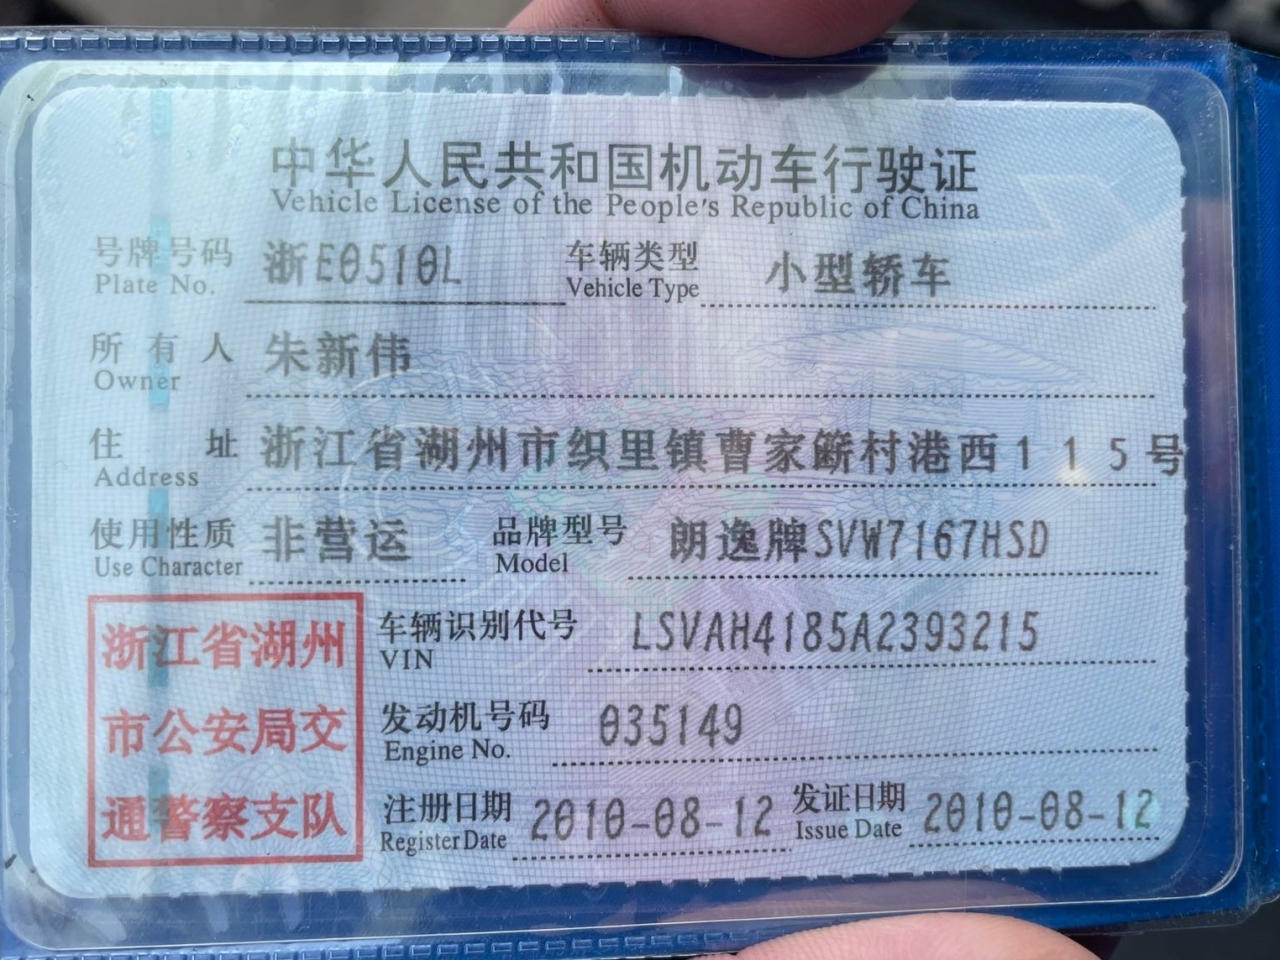 中华人民共和国机动车行驶证
Vehicle License of the People's Republic of China
号牌号码 浙E0510L 车辆类型 小型轿车
Plate No. Vehicle Type
所有人 朱新伟
Owner
住址 浙江省湖州市织里镇曹家簖村港西115号
Address
使用性质 非营运 品牌型号 朗逸牌SVW7167HSD
Use Character Model
浙江省湖州
市公安局交
通警察支队
车辆识别代号 LSVAH4185A2393215
VIN
发动机号码 035149
Engine No.
注册日期 2010-08-12 发证日期 2010-08-12
Register Date Issue Date